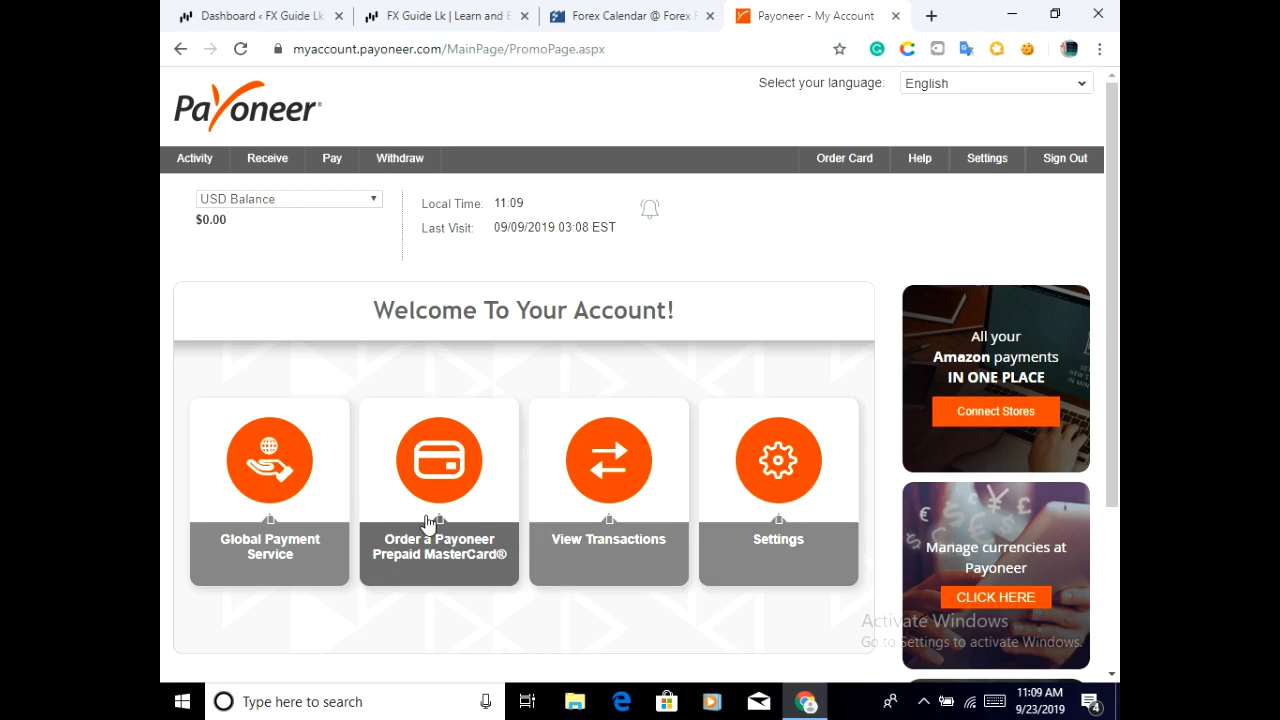 Dashboard ‹ FX Guide Lk
FX Guide Lk | Learn and E
Forex Calendar @ Forex F
Payoneer - My Account
myaccount.payoneer.com/MainPage/PromoPage.aspx
Select your language:
English
Payoneer®
Activity
Receive
Pay
Withdraw
Order Card
Help
Settings
Sign Out
USD Balance
$0.00
Local Time: 11:09
Last Visit: 09/09/2019 03:08 EST
Welcome To Your Account!
Global Payment
Service
Order a Payoneer
Prepaid MasterCard®
View Transactions
Settings
All your
Amazon payments
IN ONE PLACE
Connect Stores
Manage currencies at
Payoneer
CLICK HERE
Activate Windows
Go to Settings to activate Windows.
Type here to search
11:09 AM
9/23/2019
4